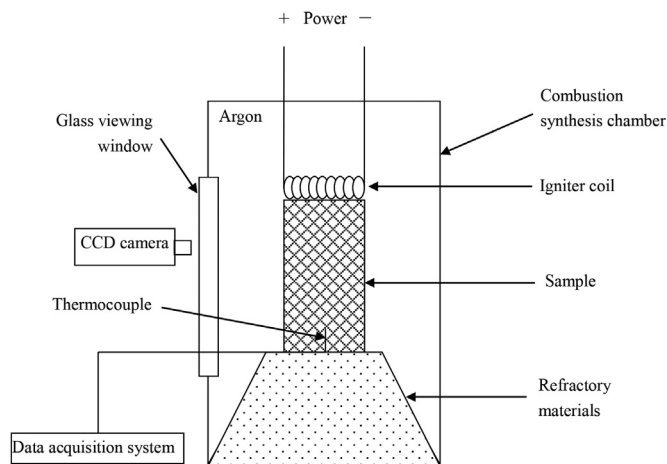 + Power −
Argon
Combustion
synthesis chamber
Glass viewing
window
Igniter coil
CCD camera
Sample
Thermocouple
Refractory
materials
Data acquisition system